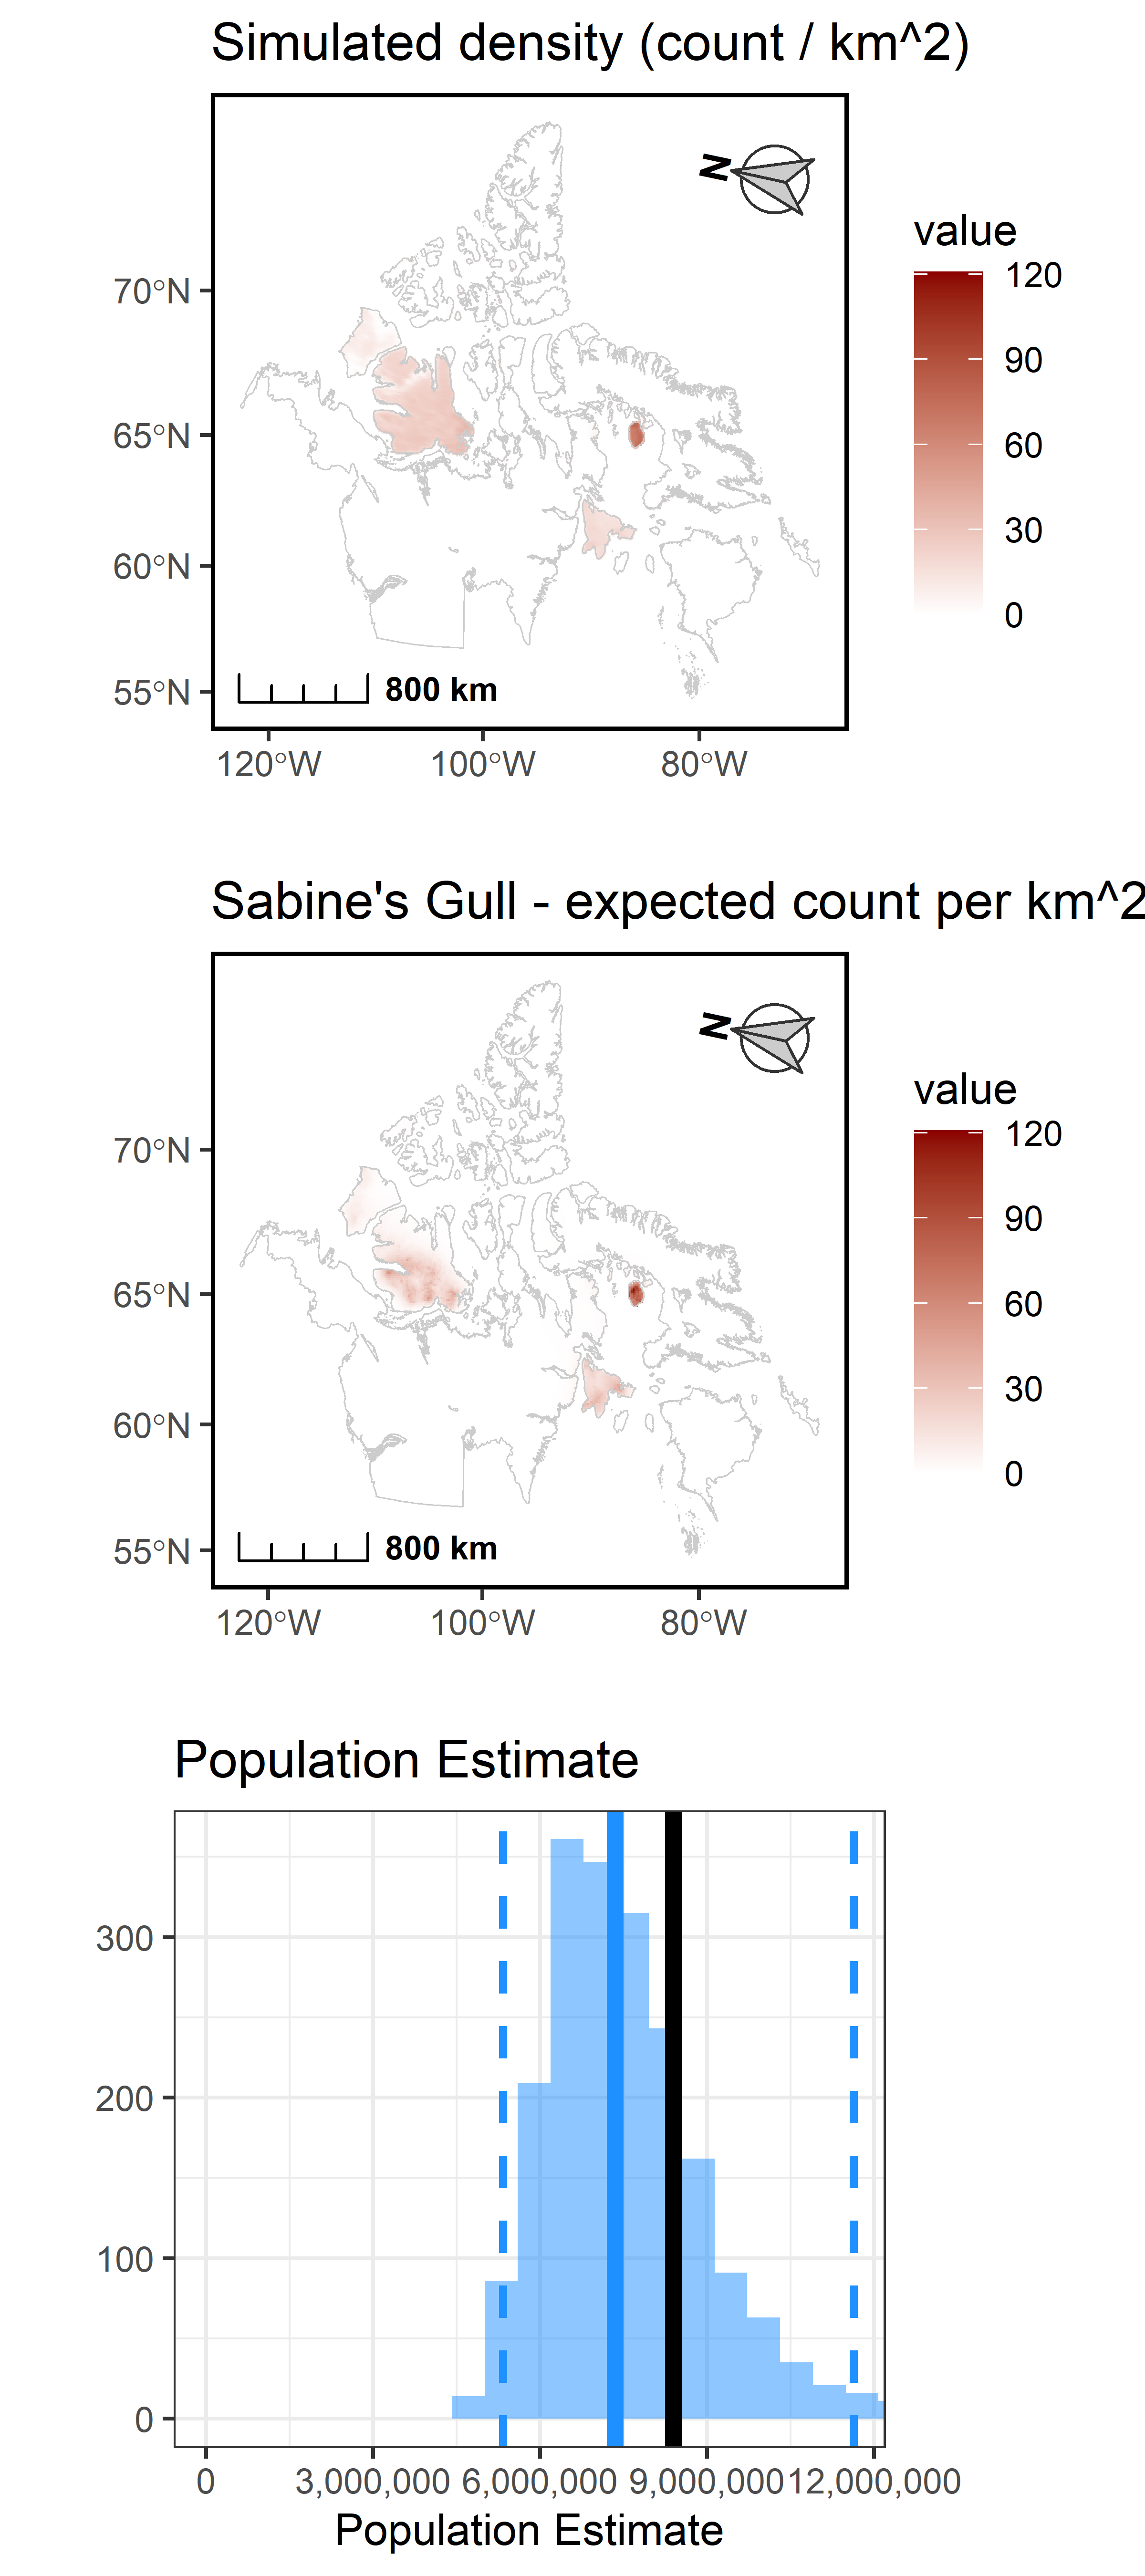 Simulated density (count / km^2)
N
value
120
90
60
30
0
70°N
65°N
60°N
55°N
800 km
120°W 100°W 80°W
Sabine's Gull - expected count per km^2
N
value
120
90
60
30
0
70°N
65°N
60°N
55°N
800 km
120°W 100°W 80°W
Population Estimate
300
200
100
0
0 3,000,000 6,000,000 9,000,000 12,000,000
Population Estimate